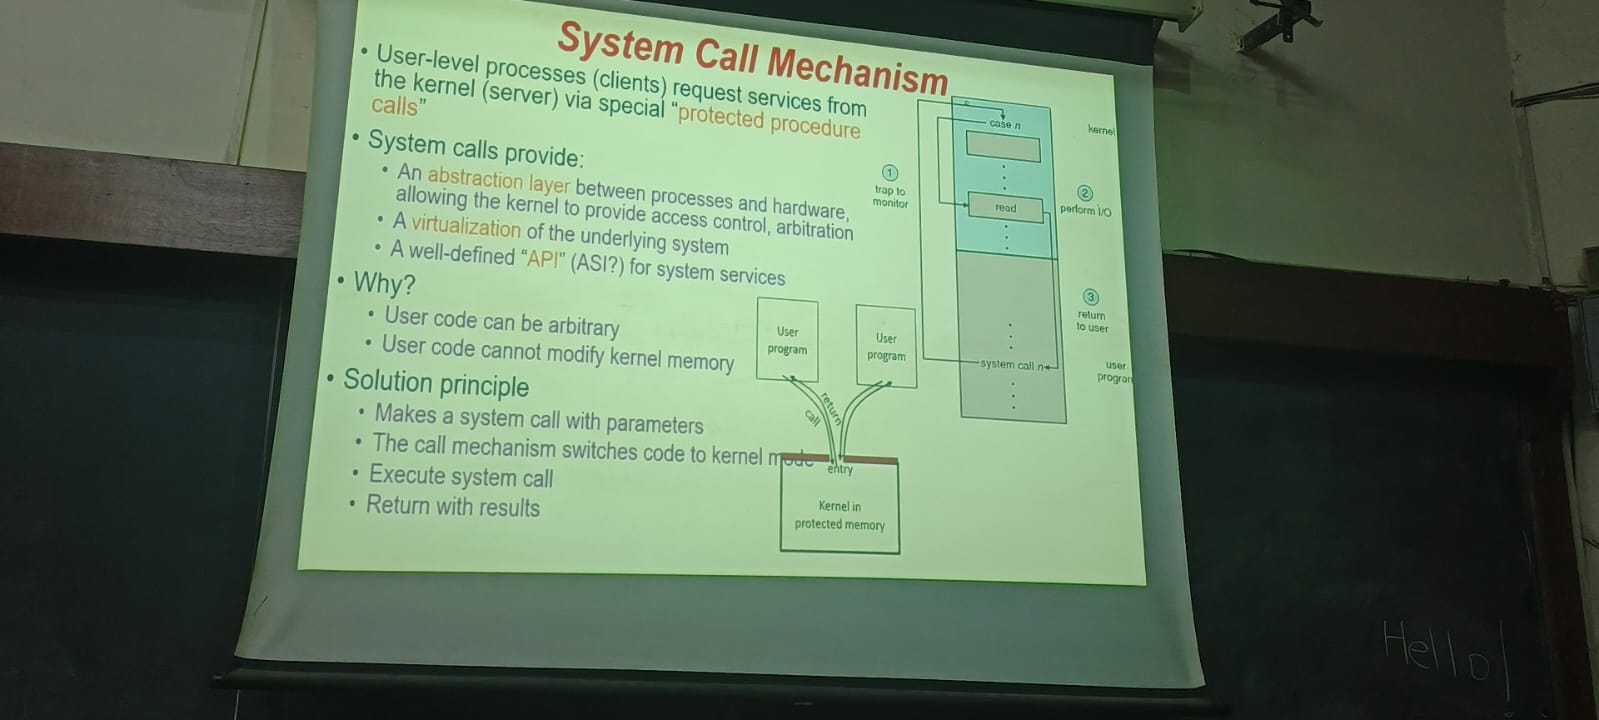 System Call Mechanism
• User-level processes (clients) request services from
the kernel (server) via special “protected procedure
calls”
• System calls provide:
• An abstraction layer between processes and hardware,
allowing the kernel to provide access control, arbitration
• A virtualization of the underlying system
• A well-defined “API” (ASI?) for system services
• Why?
• User code can be arbitrary
• User code cannot modify kernel memory
• Solution principle
• Makes a system call with parameters
• The call mechanism switches code to kernel mode
• Execute system call
• Return with results
case n
kernel
1
trap to
monitor
read
2
perform I/O
3
return
to user
system call n
user
program
User
program
User
program
call
return
entry
Kernel in
protected memory
Hello!